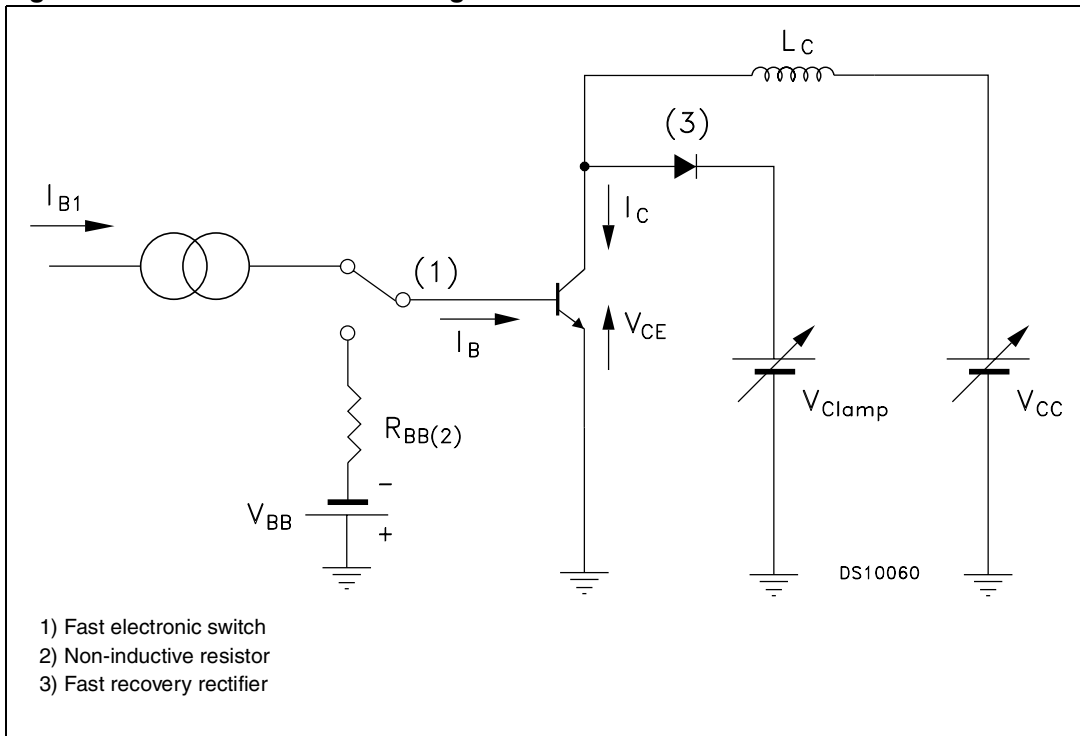 L_C
(3)
I_B1
I_C
(1)
V_CE
I_B
V_Clamp
V_CC
R_BB(2)
−
V_BB
+
DS10060
1) Fast electronic switch
2) Non-inductive resistor
3) Fast recovery rectifier